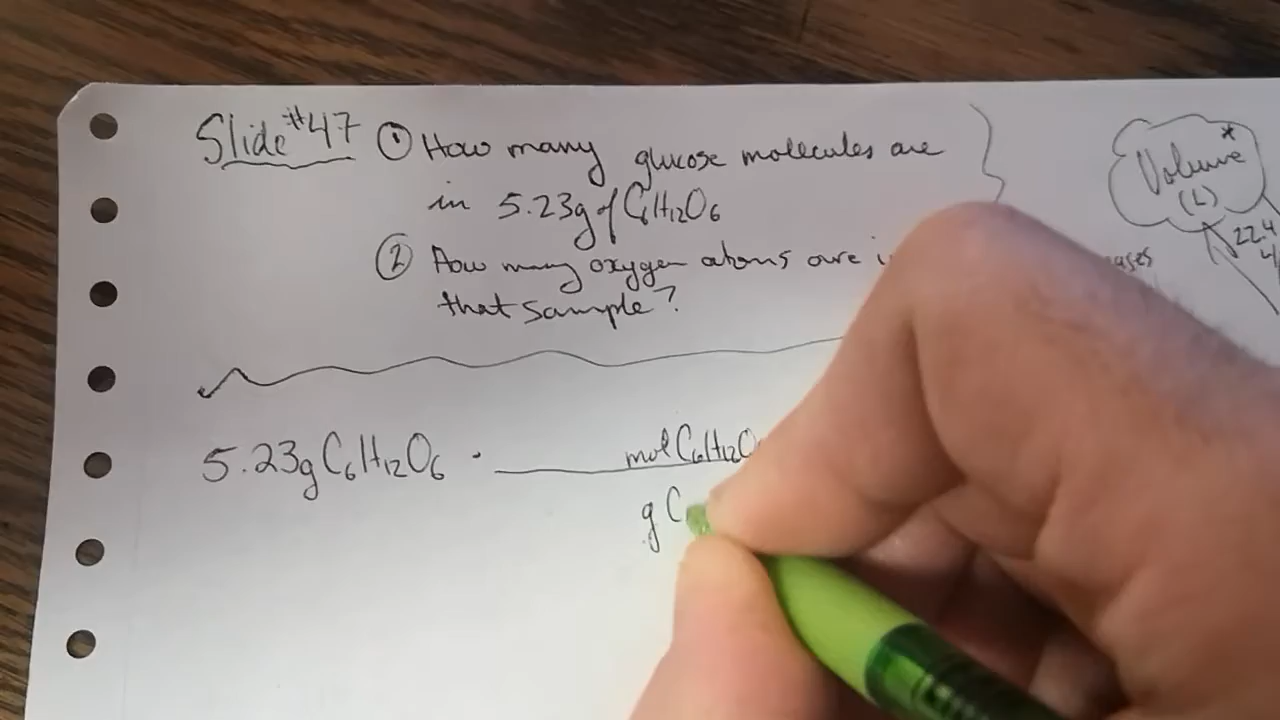 Slide #47 ① How many glucose molecules are
in 5.23g of C6H12O6
② How many oxygen atoms are
that sample?
5.23g C6H12O6 · mol C6H12O
g C
Volume*
(L)
22.4